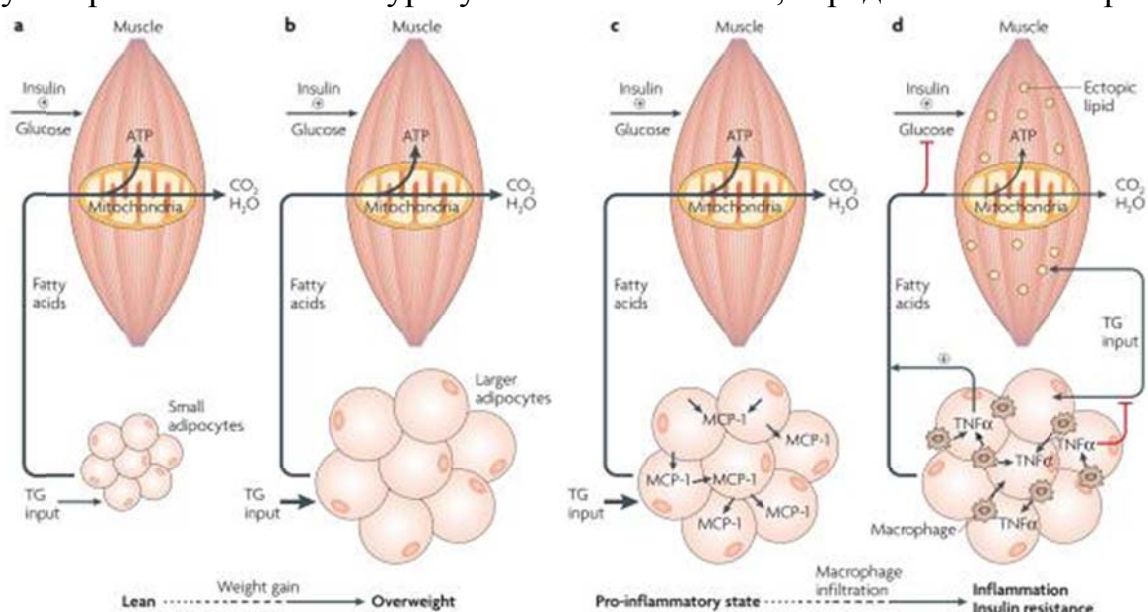 a
Muscle
Insulin
⊕
Glucose
ATP
Mitochondria
CO₂
H₂O
Fatty
acids
Small
adipocytes
TG
input
b
Muscle
Insulin
⊕
Glucose
ATP
Mitochondria
CO₂
H₂O
Fatty
acids
Larger
adipocytes
TG
input
c
Muscle
Insulin
⊕
Glucose
ATP
Mitochondria
CO₂
H₂O
Fatty
acids
MCP-1
MCP-1
MCP-1
MCP-1
MCP-1
MCP-1
TG
input
d
Muscle
Insulin
⊕
Glucose
Ectopic
lipid
ATP
Mitochondria
CO₂
H₂O
Fatty
acids
TG
input
⊕
TNFα
TNFα
TNFα
TNFα
Macrophage
Lean
Weight gain
Overweight
Pro-inflammatory state
Macrophage
infiltration
Inflammation
Insulin resistance